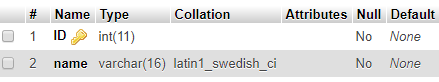 # Name Type Collation Attributes Null Default
1 ID int(11) No None
2 name varchar(16) latin1_swedish_ci No None